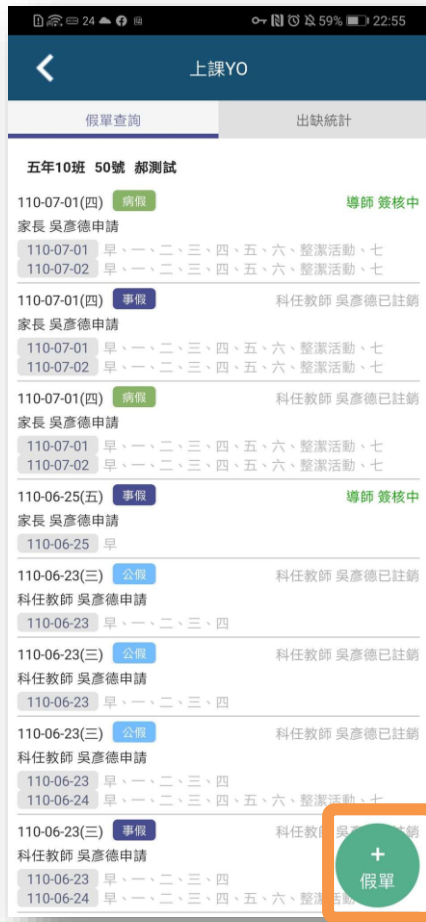 24 59% 22:55
上課YO
假單查詢 出缺統計
五年10班 50號 郝測試
110-07-01(四) 病假 導師 簽核中
家長 吳彥德申請
110-07-01 早、一、二、三、四、五、六、整潔活動、七
110-07-02 早、一、二、三、四、五、六、整潔活動、七
110-07-01(四) 事假 科任教師 吳彥德已註銷
家長 吳彥德申請
110-07-01 早、一、二、三、四、五、六、整潔活動、七
110-07-02 早、一、二、三、四、五、六、整潔活動、七
110-07-01(四) 病假 科任教師 吳彥德已註銷
家長 吳彥德申請
110-07-01 早、一、二、三、四、五、六、整潔活動、七
110-07-02 早、一、二、三、四、五、六、整潔活動、七
110-06-25(五) 事假 導師 簽核中
家長 吳彥德申請
110-06-25 早
110-06-23(三) 公假 科任教師 吳彥德已註銷
科任教師 吳彥德申請
110-06-23 早、一、二、三、四
110-06-23(三) 公假 科任教師 吳彥德已註銷
科任教師 吳彥德申請
110-06-23 早、一、二、三、四
110-06-23(三) 公假 科任教師 吳彥德已註銷
科任教師 吳彥德申請
110-06-23 早、一、二、三、四
110-06-24 早、一、二、三、四、五、六、整潔活動、七
110-06-23(三) 事假 科任教師 銷
科任教師 吳彥德申請
110-06-23 早、一、二、三、四
110-06-24 早、一、二、三、四、五、六、整
+
假單